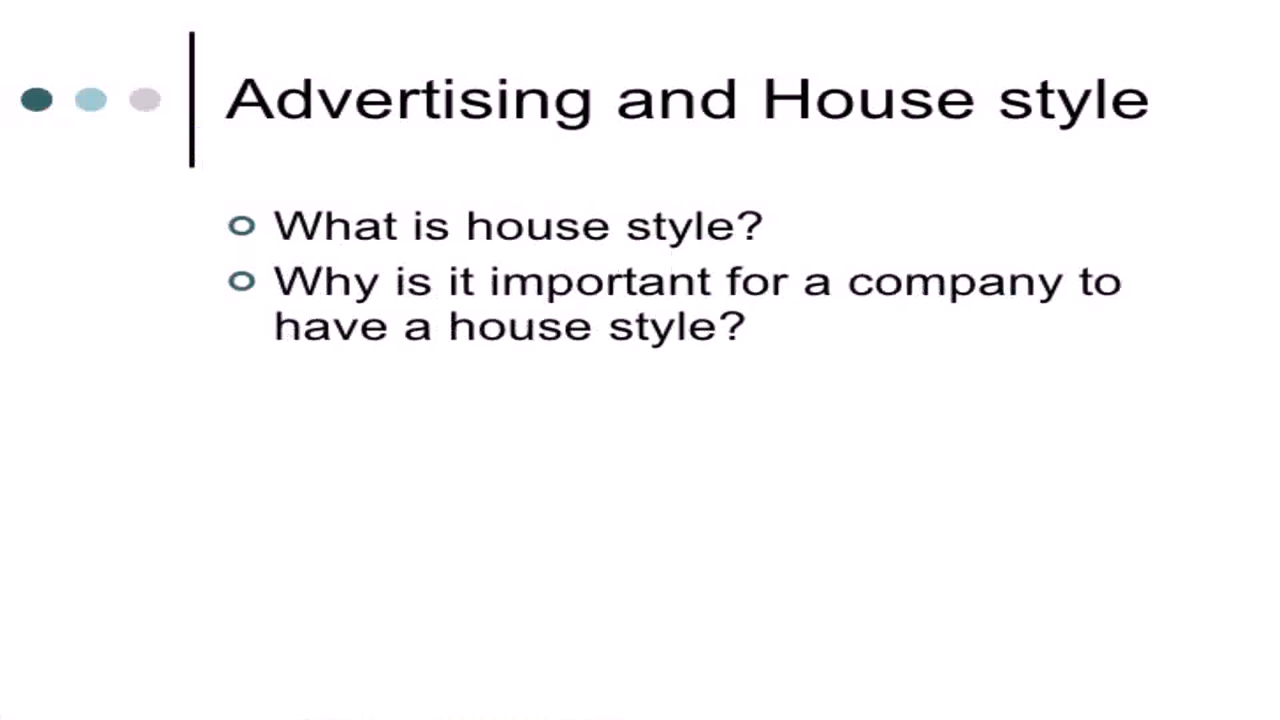 Advertising and House style
What is house style?
Why is it important for a company to
have a house style?